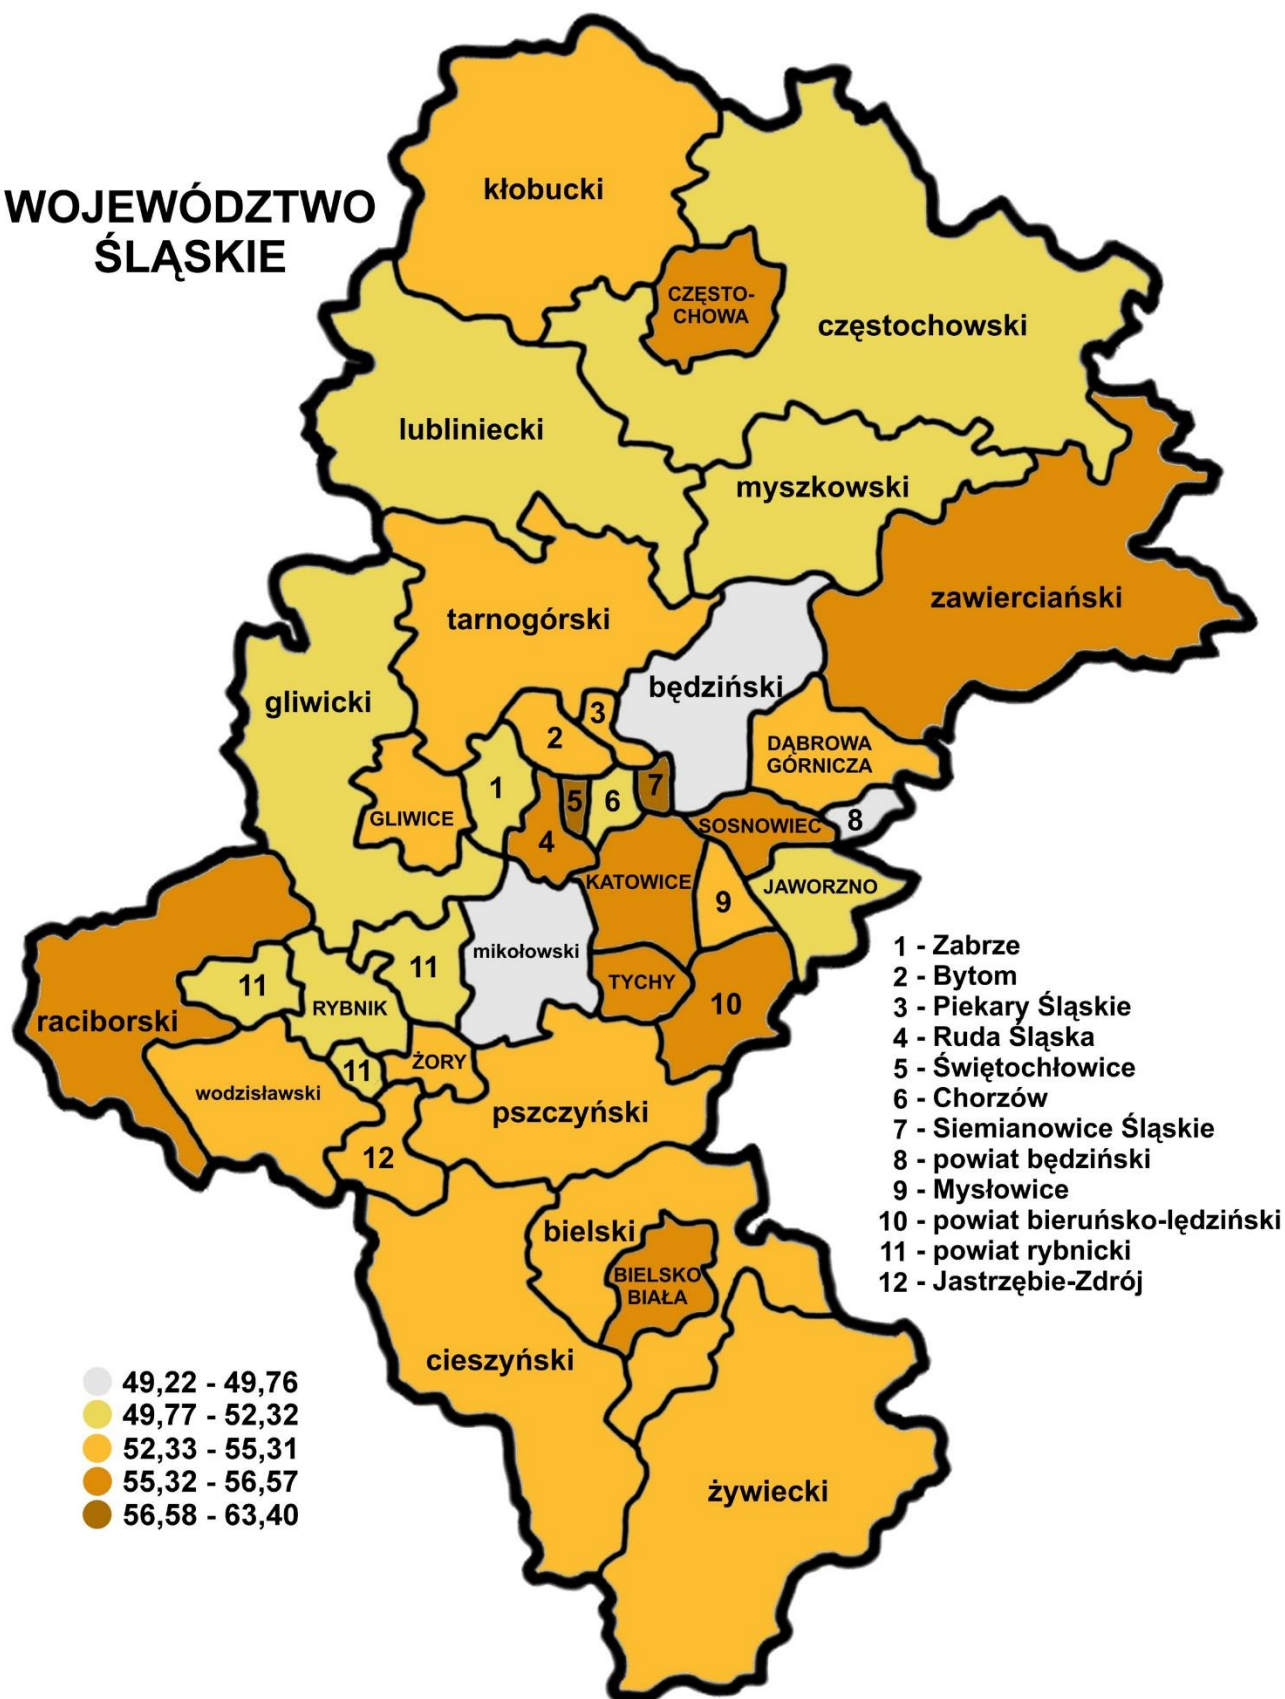 WOJEWÓDZTWO
ŚLĄSKIE
kłobucki
CZĘSTO-
CHOWA
częstochowski
lubliniecki
myszkowski
zawierciański
tarnogórski
będziński
gliwicki
3
2
DĄBROWA
GÓRNICZA
1
5
6
7
GLIWICE
4
SOSNOWIEC
8
KATOWICE
9
JAWORZNO
mikołowski
11
11
RYBNIK
TYCHY
10
raciborski
11
ŻORY
wodzisławski
pszczyński
12
bielski
BIELSKO
BIAŁA
cieszyński
żywiecki
1 - Zabrze
2 - Bytom
3 - Piekary Śląskie
4 - Ruda Śląska
5 - Świętochłowice
6 - Chorzów
7 - Siemianowice Śląskie
8 - powiat będziński
9 - Mysłowice
10 - powiat bieruńsko-lędziński
11 - powiat rybnicki
12 - Jastrzębie-Zdrój
49,22 - 49,76
49,77 - 52,32
52,33 - 55,31
55,32 - 56,57
56,58 - 63,40